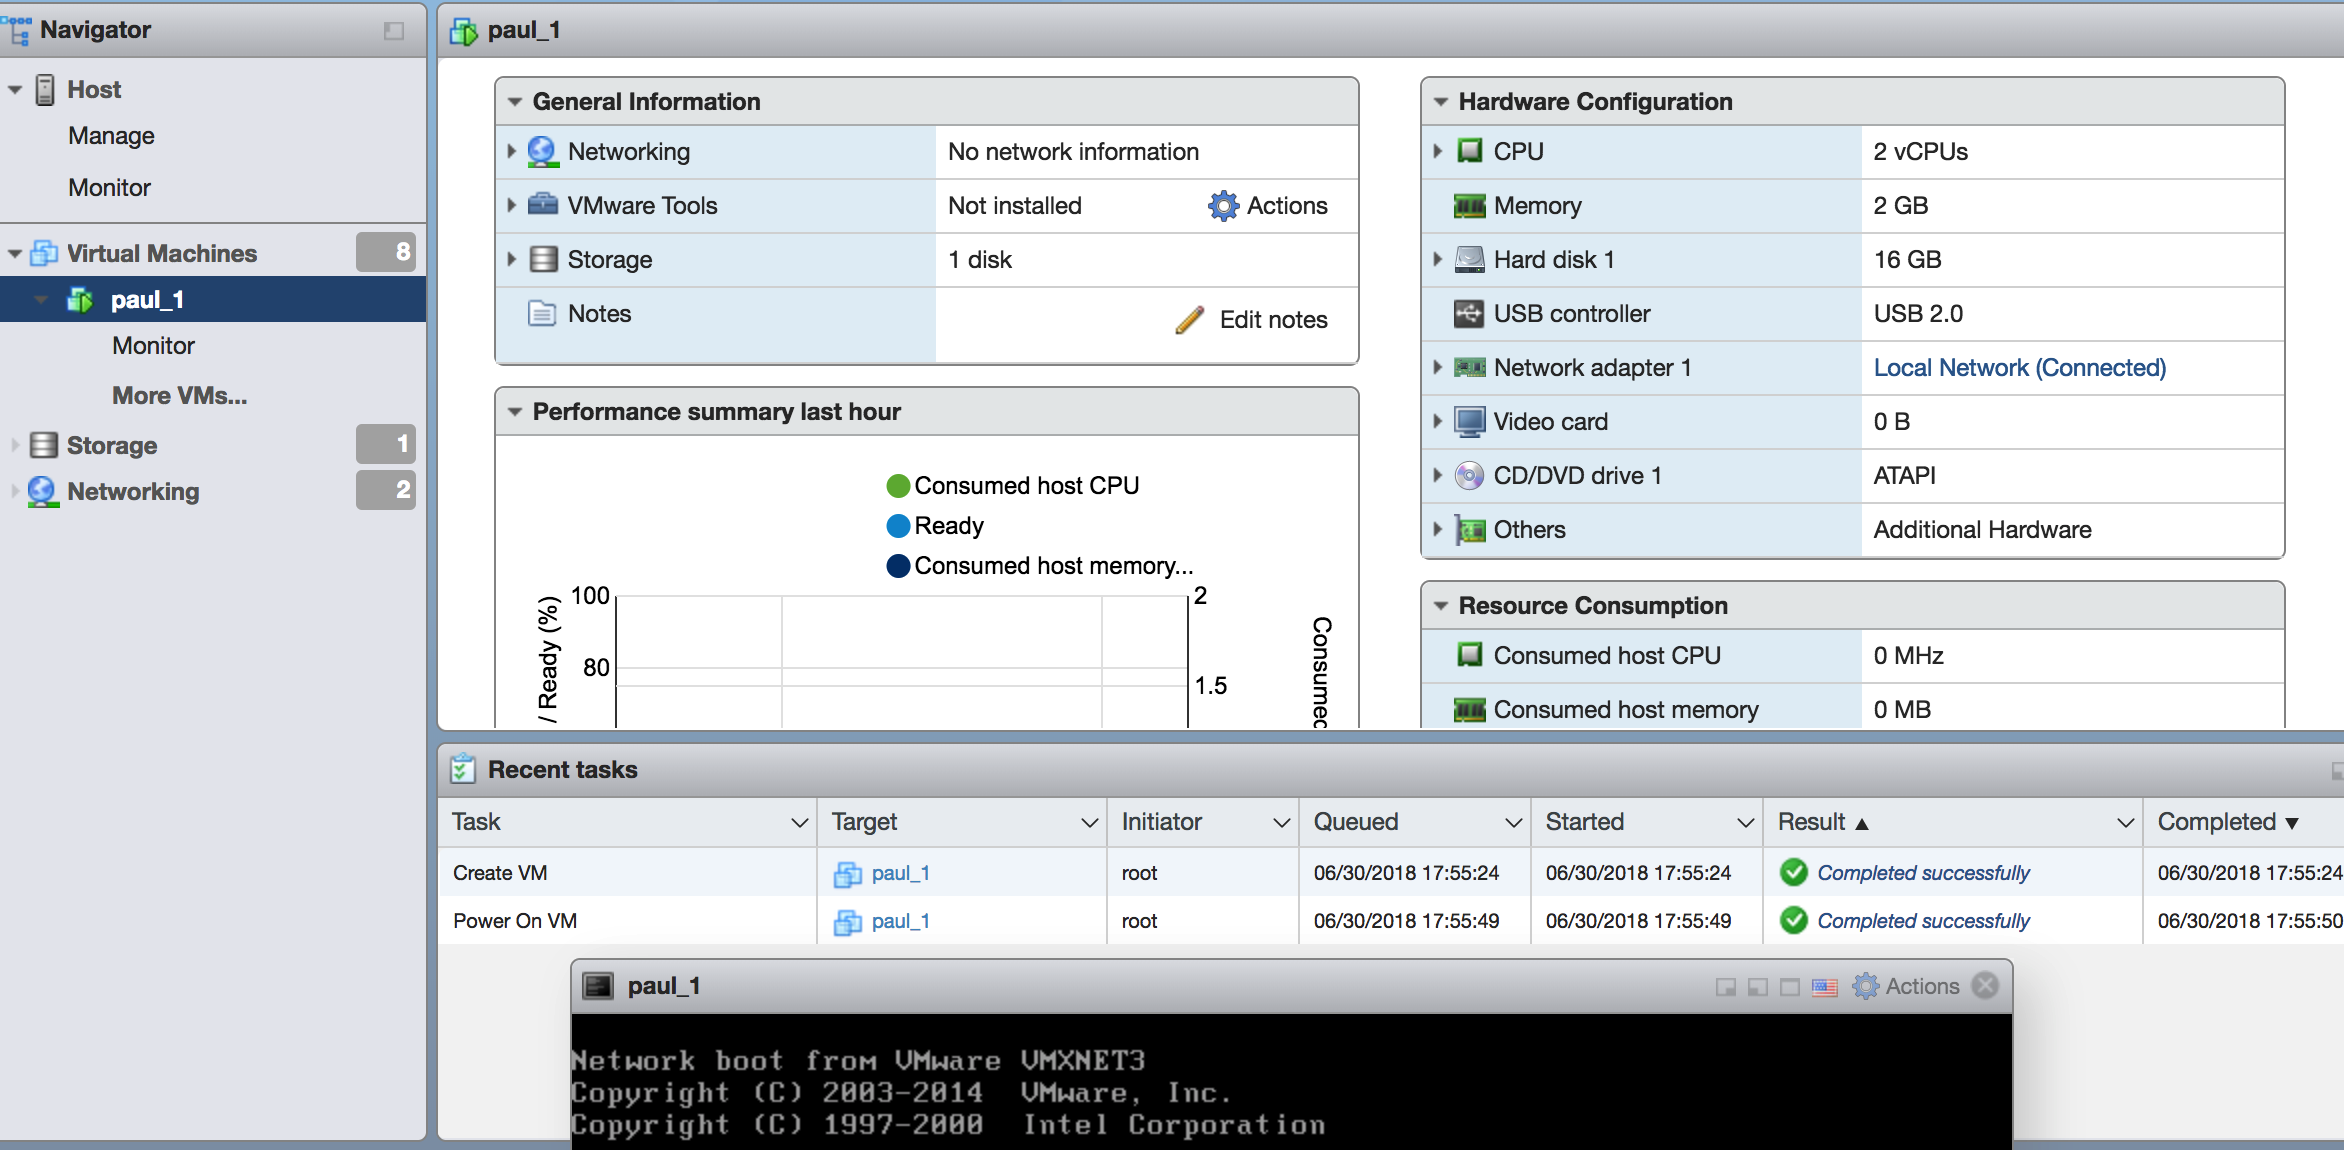 Navigator
Host
Manage
Monitor
Virtual Machines 8
paul_1
Monitor
More VMs...
Storage 1
Networking 2
paul_1
General Information
Networking No network information
VMware Tools Not installed Actions
Storage 1 disk
Notes Edit notes
Performance summary last hour
Consumed host CPU
Ready
Consumed host memory...
100 2
80
1.5
/ Ready (%)
Consumed
Hardware Configuration
CPU 2 vCPUs
Memory 2 GB
Hard disk 1 16 GB
USB controller USB 2.0
Network adapter 1 Local Network (Connected)
Video card 0 B
CD/DVD drive 1 ATAPI
Others Additional Hardware
Resource Consumption
Consumed host CPU 0 MHz
Consumed host memory 0 MB
Recent tasks
Task Target Initiator Queued Started Result ▲ Completed ▼
Create VM paul_1 root 06/30/2018 17:55:24 06/30/2018 17:55:24 Completed successfully 06/30/2018 17:55:24
Power On VM paul_1 root 06/30/2018 17:55:49 06/30/2018 17:55:49 Completed successfully 06/30/2018 17:55:50
paul_1 Actions
Network boot from VMware VMXNET3
Copyright (C) 2003-2014 VMware, Inc.
Copyright (C) 1997-2000 Intel Corporation